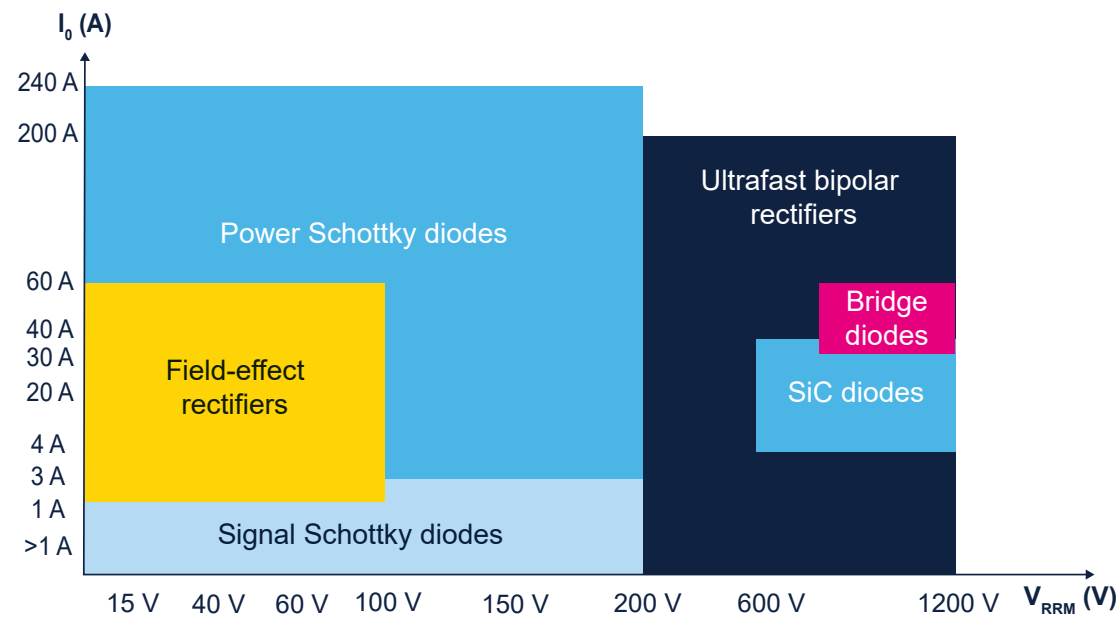 I₀ (A)
240 A
200 A
Ultrafast bipolar
rectifiers
Power Schottky diodes
60 A
Bridge
diodes
40 A
30 A
Field-effect
rectifiers
20 A
SiC diodes
4 A
3 A
1 A
Signal Schottky diodes
>1 A
15 V
40 V
60 V
100 V
150 V
200 V
600 V
1200 V
V_RRM (V)